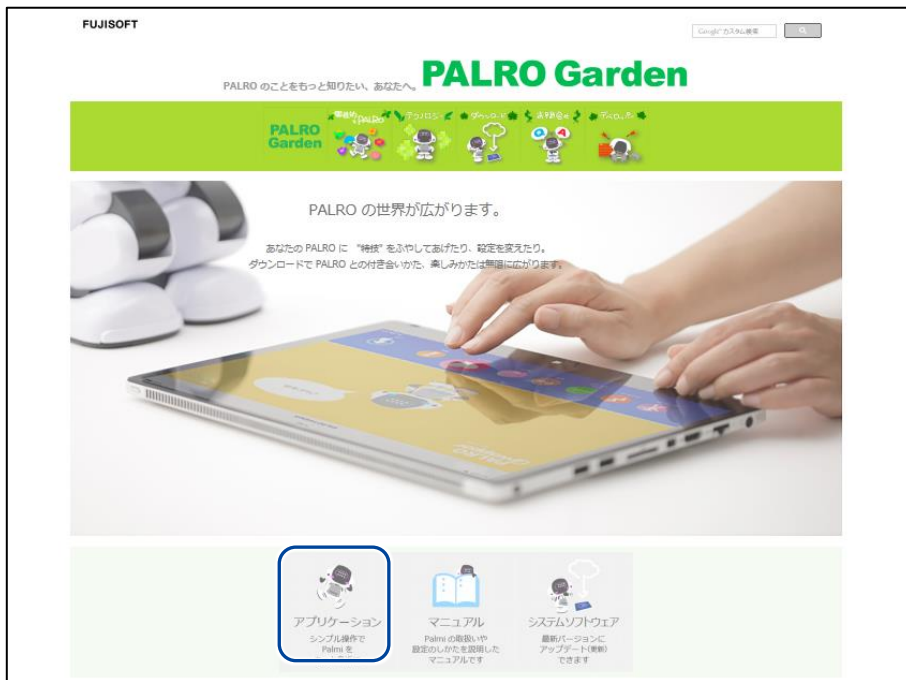 FUJISOFT
Google カスタム検索
PALRO のことをもっと知りたい、あなたへ。 PALRO Garden
PALRO
Garden
PALRO の世界が広がります。
あなたの PALRO に “特技” をふやしてあげたり、設定を変えたり。
ダウンロードで PALRO との付き合いかた、楽しみかたは無限に広がります。
アプリケーション
シンプル操作で
Palmi を
マニュアル
Palmi の取扱いや
設定のしかたを説明した
マニュアルです
システムソフトウェア
最新バージョンに
アップデート(更新)
できます